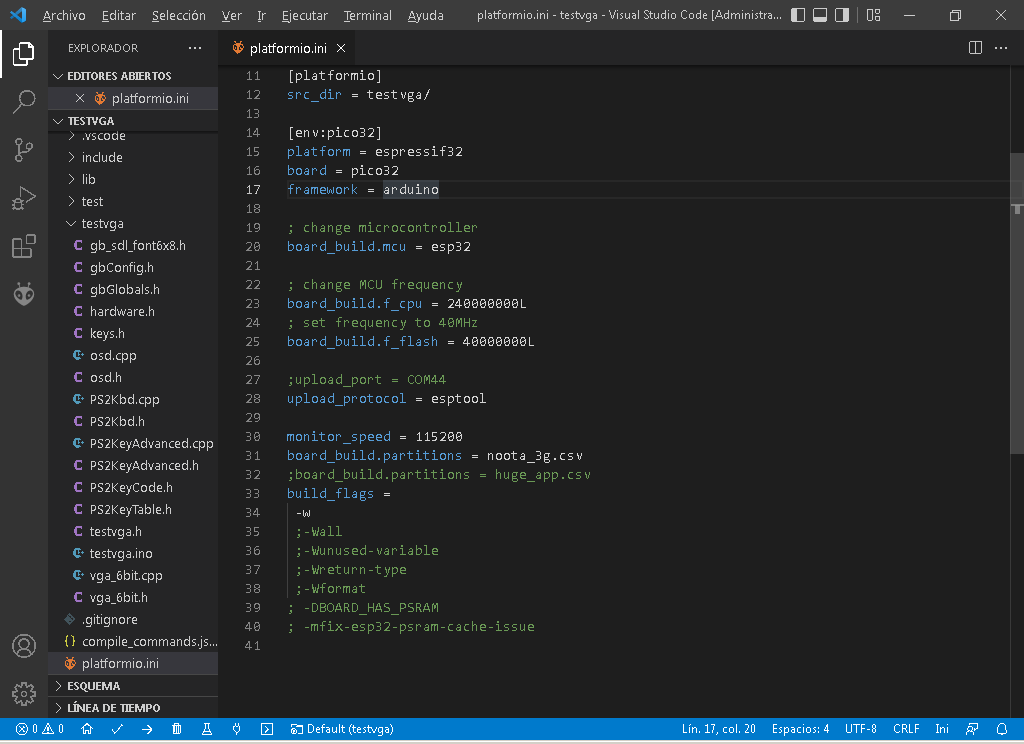 Archivo Editar Selección Ver Ir Ejecutar Terminal Ayuda platformio.ini - testvga - Visual Studio Code [Administra...
EXPLORADOR
EDITORES ABIERTOS
platformio.ini
TESTVGA
.vscode
include
lib
test
testvga
gb_sdl_font6x8.h
gbConfig.h
gbGlobals.h
hardware.h
keys.h
osd.cpp
osd.h
PS2Kbd.cpp
PS2Kbd.h
PS2KeyAdvanced.cpp
PS2KeyAdvanced.h
PS2KeyCode.h
PS2KeyTable.h
testvga.h
testvga.ino
vga_6bit.cpp
vga_6bit.h
.gitignore
{} compile_commands.js...
platformio.ini
ESQUEMA
LÍNEA DE TIEMPO
platformio.ini
11 [platformio]
12 src_dir = testvga/
13
14 [env:pico32]
15 platform = espressif32
16 board = pico32
17 framework = arduino
18
19 ; change microcontroller
20 board_build.mcu = esp32
21
22 ; change MCU frequency
23 board_build.f_cpu = 240000000L
24 ; set frequency to 40MHz
25 board_build.f_flash = 40000000L
26
27 ;upload_port = COM44
28 upload_protocol = esptool
29
30 monitor_speed = 115200
31 board_build.partitions = noota_3g.csv
32 ;board_build.partitions = huge_app.csv
33 build_flags =
34 -w
35 ;-Wall
36 ;-Wunused-variable
37 ;-Wreturn-type
38 ;-Wformat
39 ; -DBOARD_HAS_PSRAM
40 ; -mfix-esp32-psram-cache-issue
41
0 0 Default (testvga) Lín. 17, col. 20 Espacios: 4 UTF-8 CRLF Ini